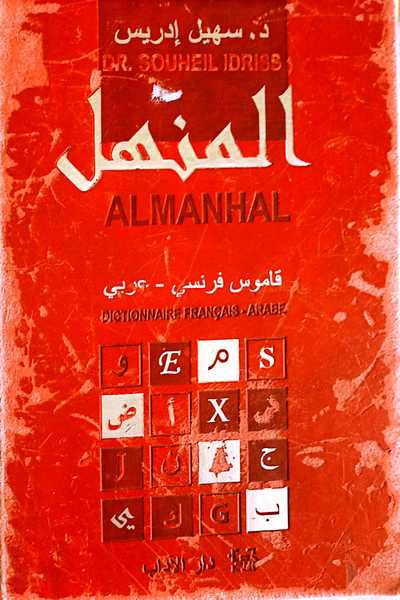 د. سهيل إدريس
DR. SOUHEIL IDRISS
المنهل
ALMANHAL
قاموس فرنسي - عربي
DICTIONNAIRE FRANÇAIS - ARABE
و E م S
ضِ أ X
ج
ي ك G ب
دار الآداب